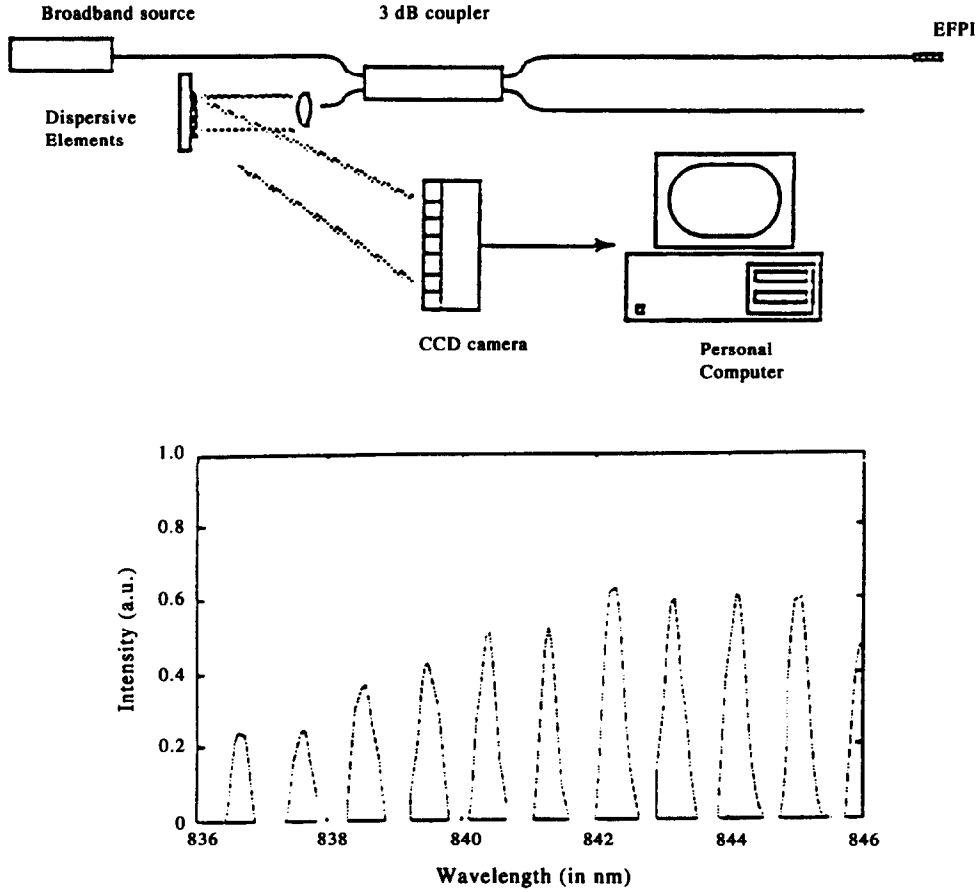 Broadband source
3 dB coupler
EFPI
Dispersive
Elements
CCD camera
Personal
Computer
1.0
0.8
0.6
0.4
0.2
0
Intensity (a.u.)
836
838
840
842
844
846
Wavelength (in nm)